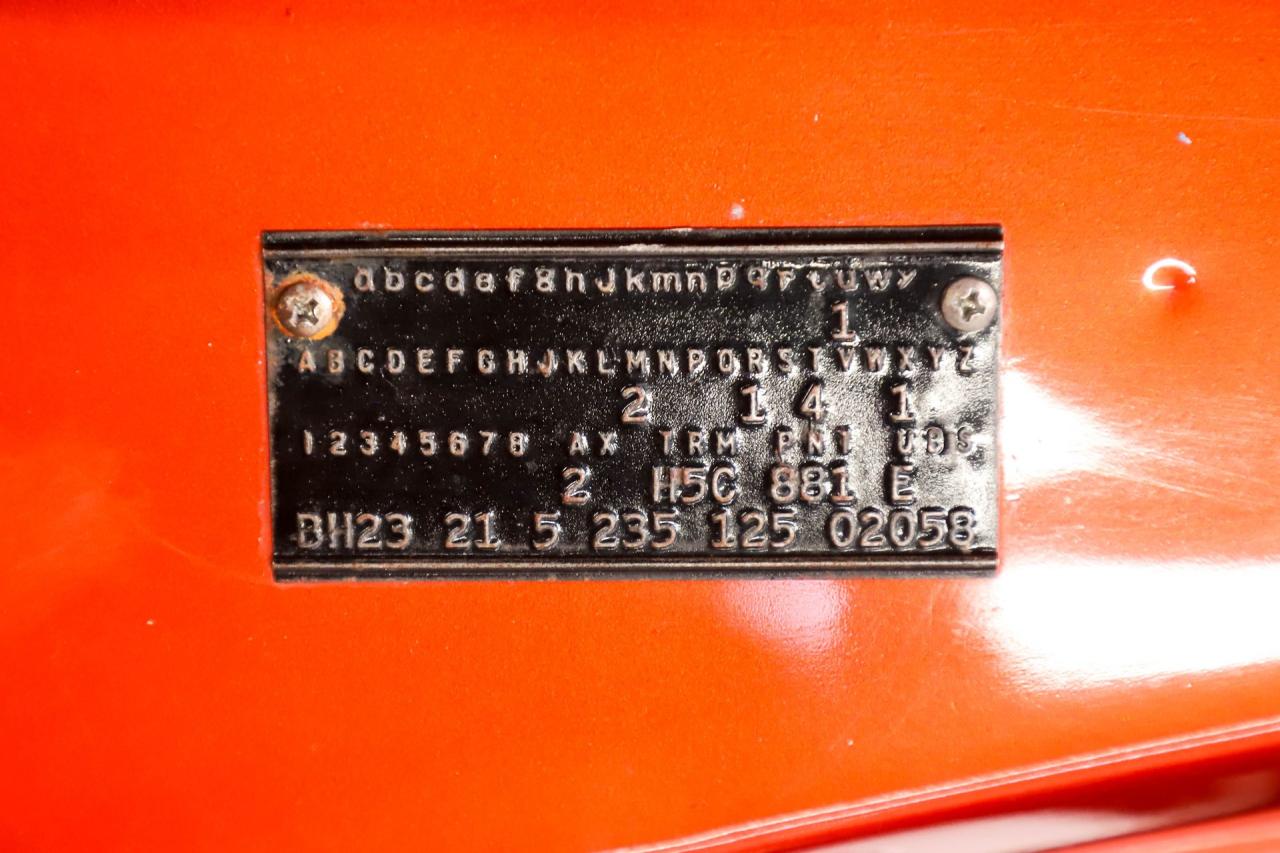 abcdefghJkmnpqrtuwy
1
ABCDEFGHJKLMNPQRSTVWXYZ
2 1 4 1
12345678 AX TRM PNT UBS
2 H5C 881 E
BH23 21 5 235 125 02058